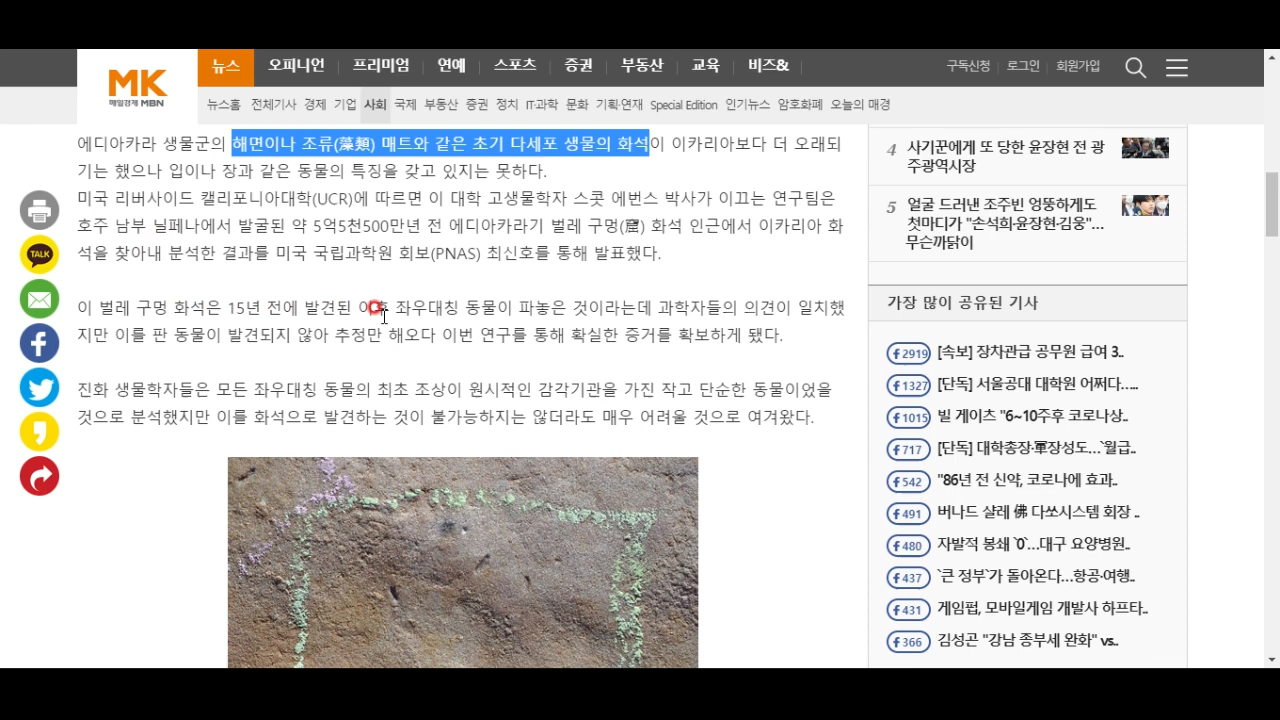 MK
매일경제 MBN
뉴스 오피니언 프리미엄 연예 스포츠 증권 부동산 교육 비즈&
구독신청 로그인 회원가입
뉴스홈 전체기사 경제 기업 사회 국제 부동산 증권 정치 IT·과학 문화 기획·연재 Special Edition 인기뉴스 암호화폐 오늘의 매경
에디아카라 생물군의 해면이나 조류(藻類) 매트와 같은 초기 다세포 생물의 화석이 이카리아보다 더 오래되
기는 했으나 입이나 장과 같은 동물의 특징을 갖고 있지는 못하다.
미국 리버사이드 캘리포니아대학(UCR)에 따르면 이 대학 고생물학자 스콧 에번스 박사가 이끄는 연구팀은
호주 남부 닐페나에서 발굴된 약 5억5천500만년 전 에디아카라기 벌레 구멍(窟) 화석 인근에서 이카리아 화
석을 찾아내 분석한 결과를 미국 국립과학원 회보(PNAS) 최신호를 통해 발표했다.
이 벌레 구멍 화석은 15년 전에 발견된 이후 좌우대칭 동물이 파놓은 것이라는데 과학자들의 의견이 일치했
지만 이를 판 동물이 발견되지 않아 추정만 해오다 이번 연구를 통해 확실한 증거를 확보하게 됐다.
진화 생물학자들은 모든 좌우대칭 동물의 최초 조상이 원시적인 감각기관을 가진 작고 단순한 동물이었을
것으로 분석했지만 이를 화석으로 발견하는 것이 불가능하지는 않더라도 매우 어려울 것으로 여겨왔다.
TALK
4 사기꾼에게 또 당한 윤장현 전 광
주광역시장
5 얼굴 드러낸 조주빈 엉뚱하게도
첫마디가 "손석희·윤장현·김웅"...
무슨까닭이
가장 많이 공유된 기사
f 2919 [속보] 장차관급 공무원 급여 3..
f 1327 [단독] 서울공대 대학원 어쩌다…..
f 1015 빌 게이츠 "6~10주후 코로나상..
f 717 [단독] 대학총장·軍장성도…`월급..
f 542 "86년 전 신약, 코로나에 효과..
f 491 버나드 샬레 佛 다쏘시스템 회장 ..
f 480 자발적 봉쇄 `0`…대구 요양병원..
f 437 `큰 정부`가 돌아온다…항공·여행..
f 431 게임펍, 모바일게임 개발사 하프타..
f 366 김성곤 "강남 종부세 완화" vs..